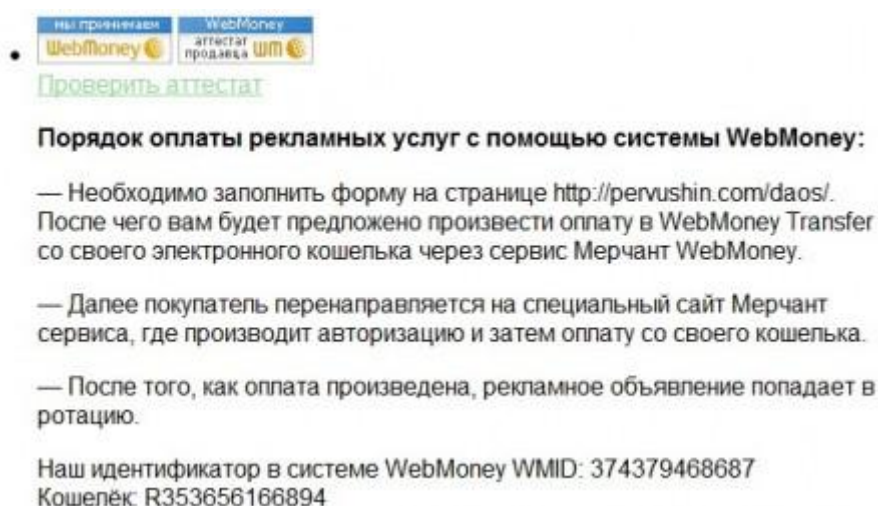 мы принимаем
WebMoney
WebMoney
аттестат
продавца WM
Проверить аттестат
Порядок оплаты рекламных услуг с помощью системы WebMoney:
— Необходимо заполнить форму на странице http://pervushin.com/daos/.
После чего вам будет предложено произвести оплату в WebMoney Transfer
со своего электронного кошелька через сервис Мерчант WebMoney.
— Далее покупатель перенаправляется на специальный сайт Мерчант
сервиса, где производит авторизацию и затем оплату со своего кошелька.
— После того, как оплата произведена, рекламное объявление попадает в
ротацию.
Наш идентификатор в системе WebMoney WMID: 374379468687
Кошелёк: R353656166894